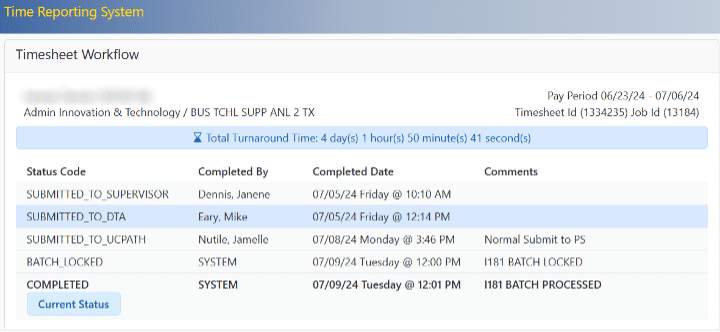 Time Reporting System
Timesheet Workflow
Pay Period 06/23/24 - 07/06/24
Admin Innovation & Technology / BUS TCHL SUPP ANL 2 TX Timesheet Id (1334235) Job Id (13184)
Total Turnaround Time: 4 day(s) 1 hour(s) 50 minute(s) 41 second(s)
Status Code Completed By Completed Date Comments
SUBMITTED_TO_SUPERVISOR Dennis, Janene 07/05/24 Friday @ 10:10 AM
SUBMITTED_TO_DTA Eary, Mike 07/05/24 Friday @ 12:14 PM
SUBMITTED_TO_UCPATH Nutile, Jamelle 07/08/24 Monday @ 3:46 PM Normal Submit to PS
BATCH_LOCKED SYSTEM 07/09/24 Tuesday @ 12:00 PM I181 BATCH LOCKED
COMPLETED SYSTEM 07/09/24 Tuesday @ 12:01 PM I181 BATCH PROCESSED
Current Status